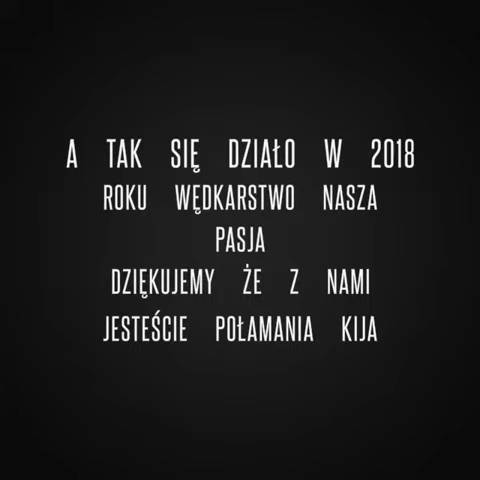 A TAK SIĘ DZIAŁO W 2018
ROKU WĘDKARSTWO NASZA
PASJA
DZIĘKUJEMY ŻE Z NAMI
JESTEŚCIE POŁAMANIA KIJA